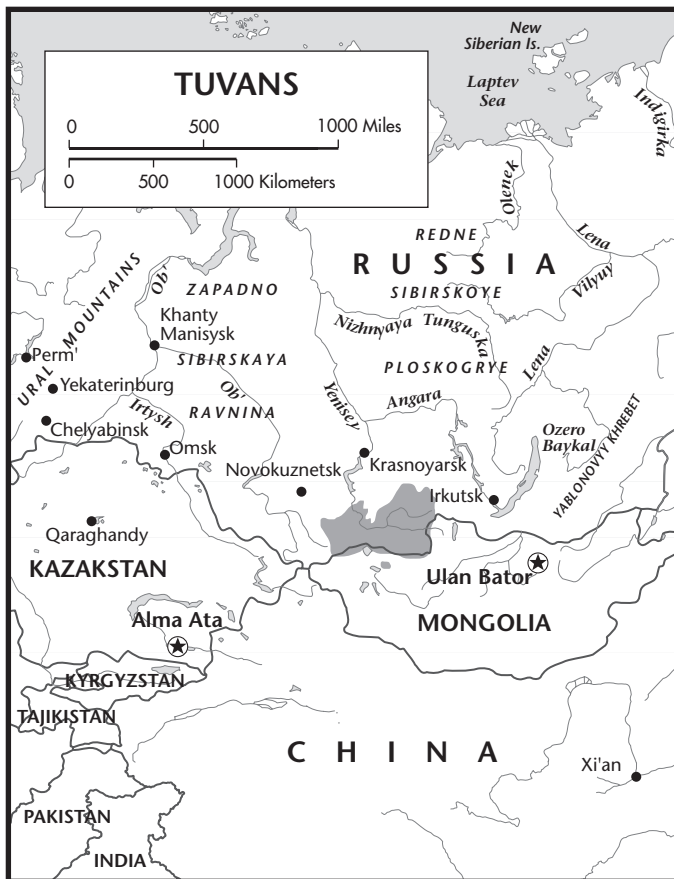 New
Siberian Is.
Laptev
Sea
Indigirka
TUVANS
0 500 1000 Miles
0 500 1000 Kilometers
Olenek
Lena
REDNE
RUSSIA
Vilyuy
SIBIRSKOYE
URAL MOUNTAINS
Ob'
ZAPADNO
Khanty
Manisysk
Nizhnyaya Tunguska
SIBIRSKAYA
PLOSKOGRYE
Lena
Perm'
Yekaterinburg
Ob'
Yenisey
Angara
Irtysh
RAVNINA
Chelyabinsk
Ozero
Baykal
YABLONOVYY KHREBET
Omsk
Krasnoyarsk
Novokuznetsk
Irkutsk
Qaraghandy
KAZAKSTAN
Ulan Bator
Alma Ata
MONGOLIA
KYRGYZSTAN
TAJIKISTAN
CHINA
Xi'an
PAKISTAN
INDIA